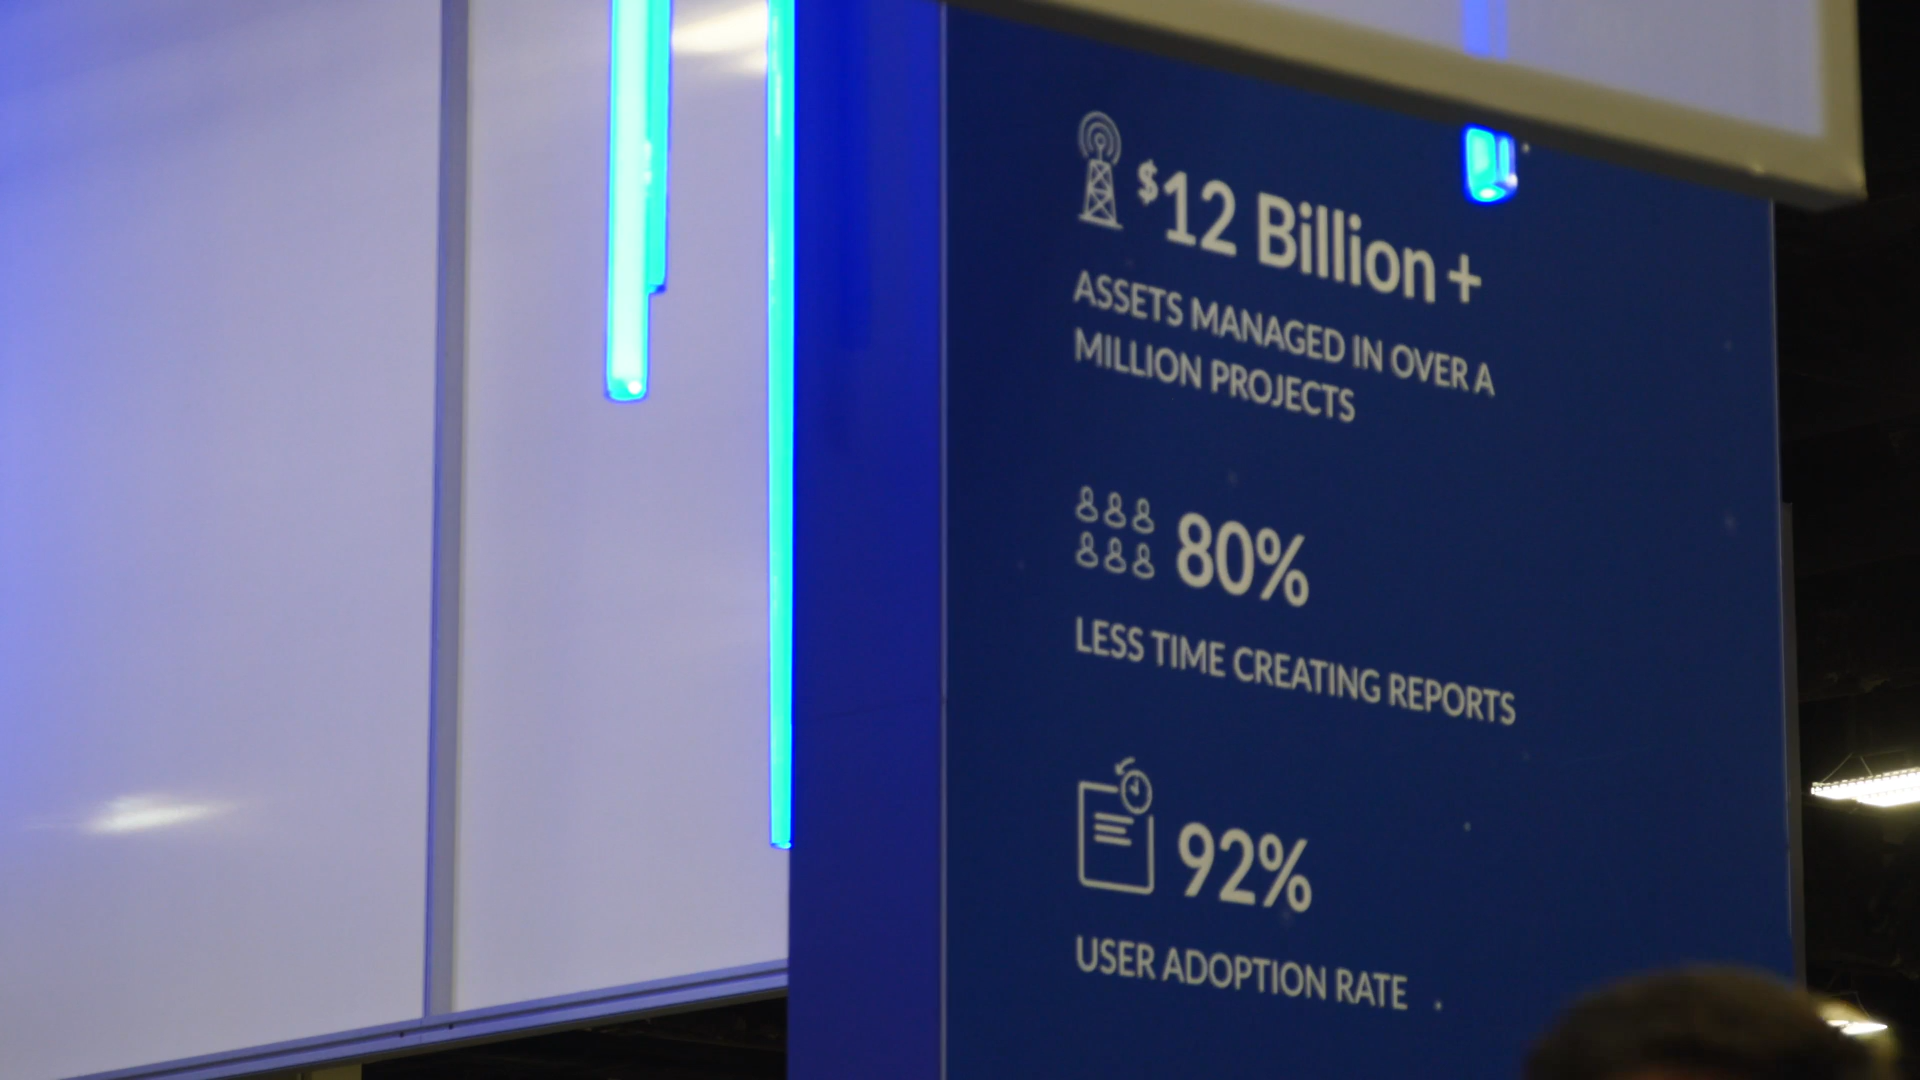 $12 Billion +
ASSETS MANAGED IN OVER A
MILLION PROJECTS
80%
LESS TIME CREATING REPORTS
92%
USER ADOPTION RATE